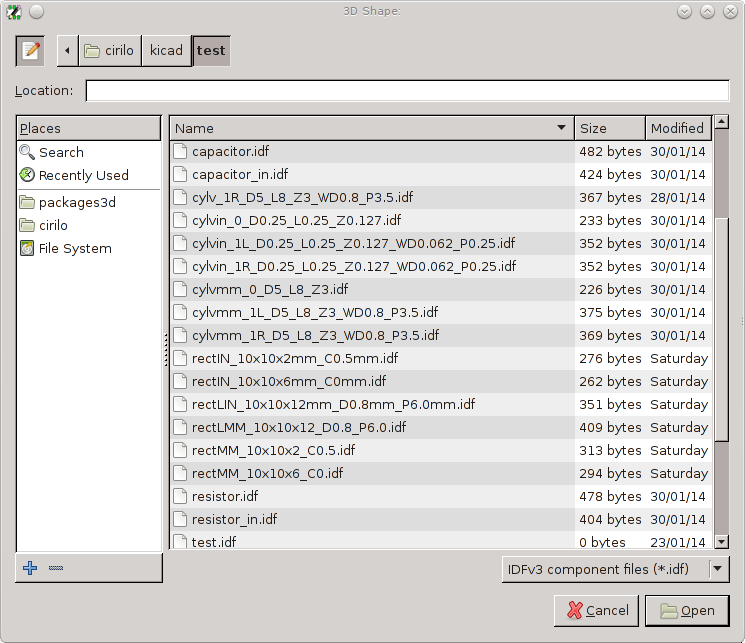 3D Shape:
cirilo kicad test
Location:
Places
Search
Recently Used
packages3d
cirilo
File System
Name Size Modified
capacitor.idf 482 bytes 30/01/14
capacitor_in.idf 424 bytes 30/01/14
cylv_1R_D5_L8_Z3_WD0.8_P3.5.idf 367 bytes 28/01/14
cylvin_0_D0.25_L0.25_Z0.127.idf 233 bytes 30/01/14
cylvin_1L_D0.25_L0.25_Z0.127_WD0.062_P0.25.idf 352 bytes 30/01/14
cylvin_1R_D0.25_L0.25_Z0.127_WD0.062_P0.25.idf 352 bytes 30/01/14
cylvmm_0_D5_L8_Z3.idf 226 bytes 30/01/14
cylvmm_1L_D5_L8_Z3_WD0.8_P3.5.idf 375 bytes 30/01/14
cylvmm_1R_D5_L8_Z3_WD0.8_P3.5.idf 369 bytes 30/01/14
rectIN_10x10x2mm_C0.5mm.idf 276 bytes Saturday
rectIN_10x10x6mm_C0mm.idf 262 bytes Saturday
rectLIN_10x10x12mm_D0.8mm_P6.0mm.idf 351 bytes Saturday
rectLMM_10x10x12_D0.8_P6.0.idf 409 bytes Saturday
rectMM_10x10x2_C0.5.idf 313 bytes Saturday
rectMM_10x10x6_C0.idf 294 bytes Saturday
resistor.idf 478 bytes 30/01/14
resistor_in.idf 404 bytes 30/01/14
test.idf 0 bytes 23/01/14
IDFv3 component files (*.idf)
Cancel Open